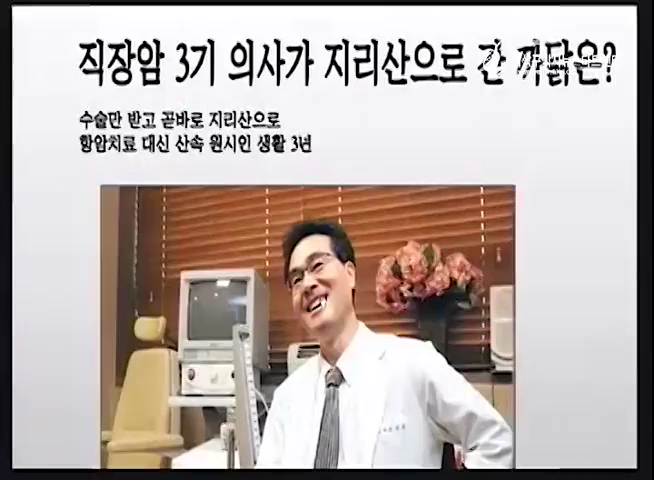 직장암 3기 의사가 지리산으로 간 까닭은?
수술만 받고 곧바로 지리산으로
항암치료 대신 산속 원시인 생활 3년